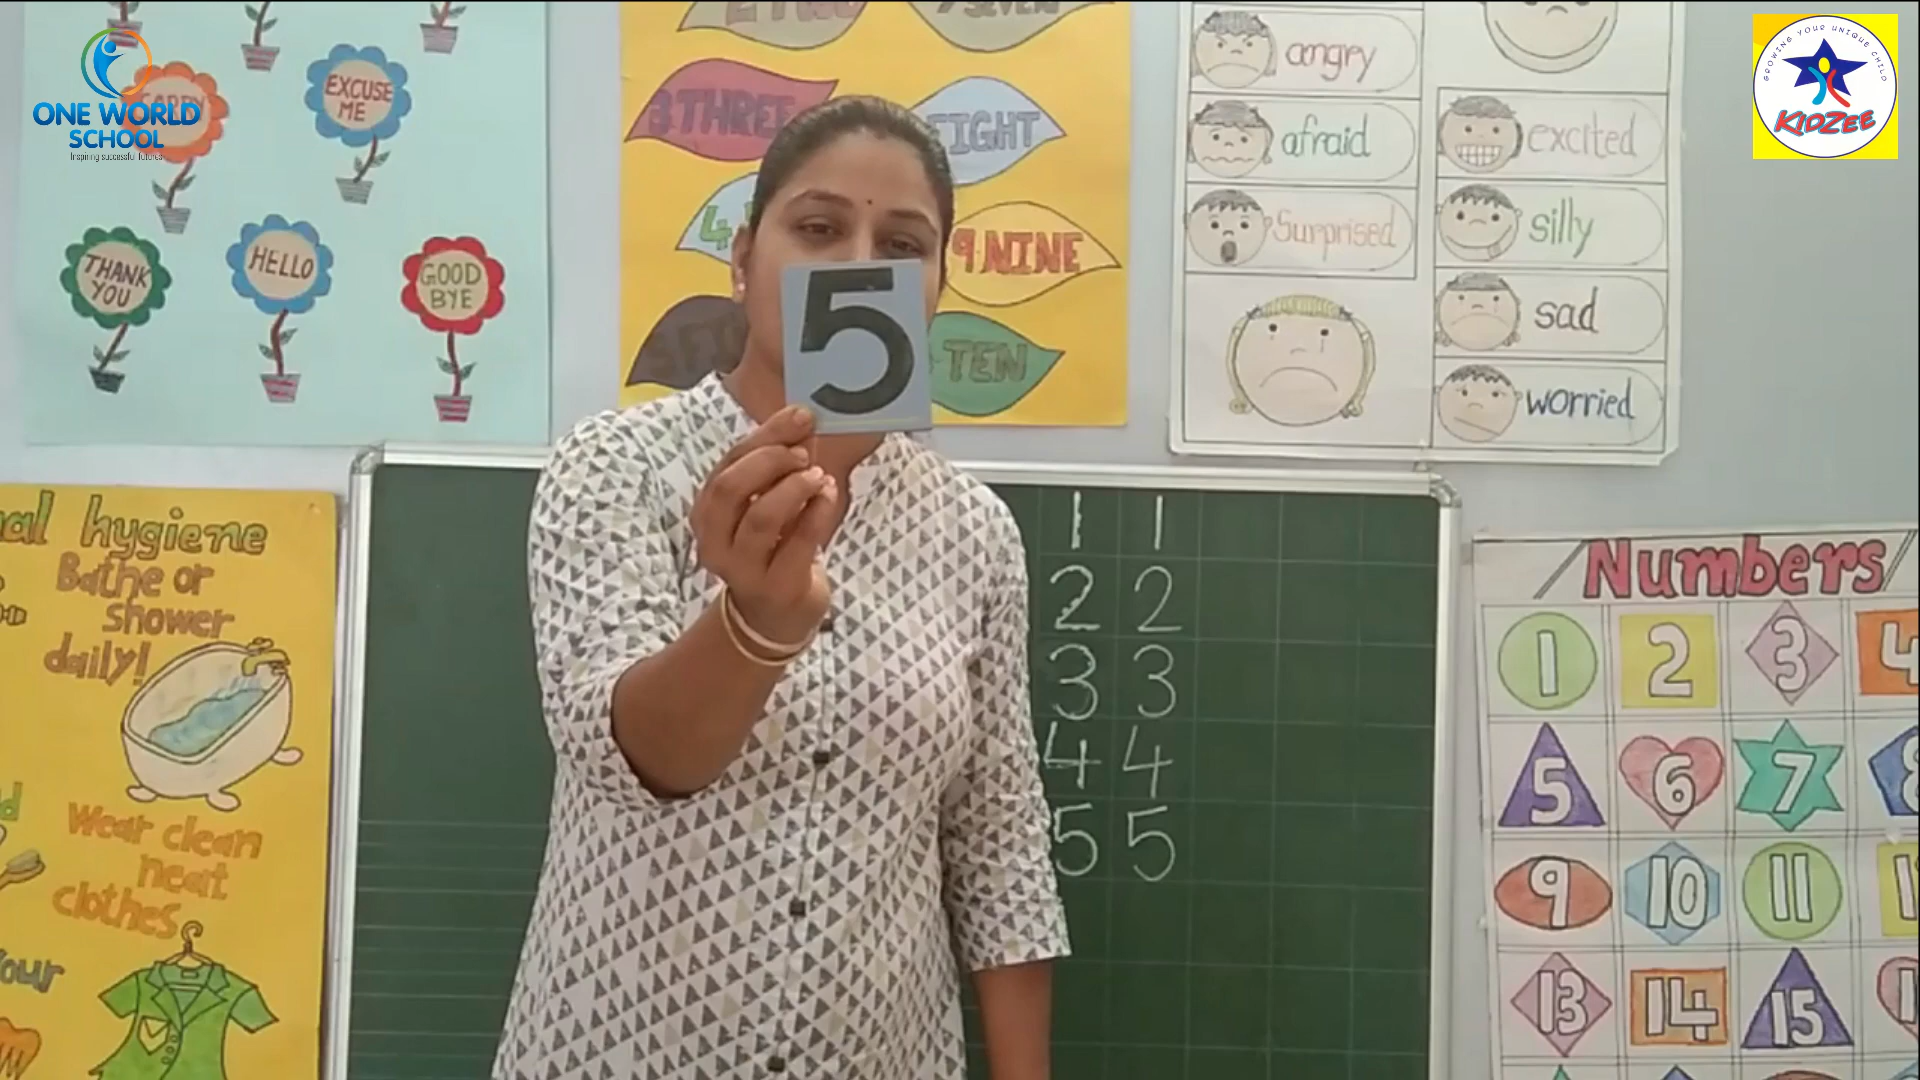 ONE WORLD
SCHOOL
Inspiring successful futures
EXCUSE
ME
THANK
YOU
HELLO
GOOD
BYE
3 THREE
EIGHT
4
9 NINE
TEN
angry
afraid
Surprised
excited
silly
sad
worried
GROWING YOUR UNIQUE CHILD
KIDZEE
5
hygiene
Bathe or
shower
daily!
Wear clean
neat
clothes
1 1
2 2
3 3
4 4
5 5
Numbers
1 2 3 4
5 6 7 8
9 10 11
13 14 15